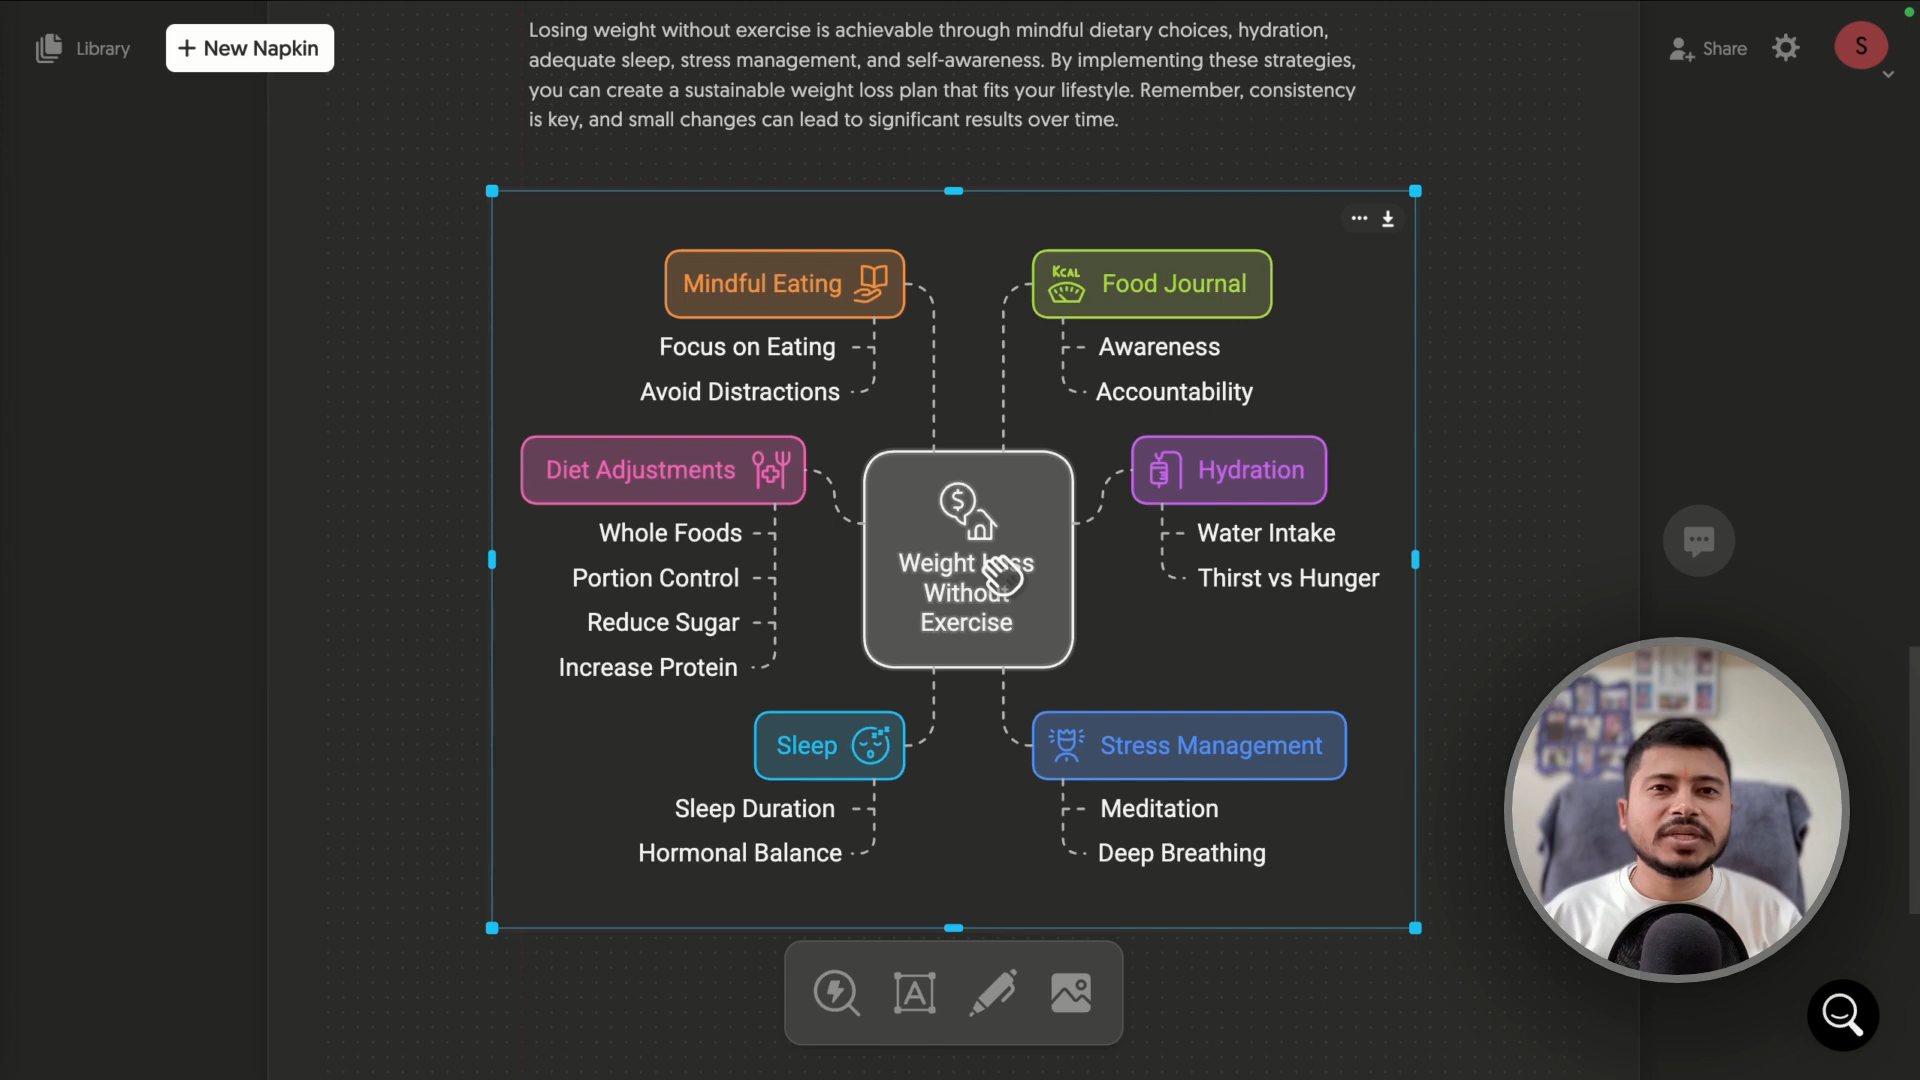 Losing weight without exercise is achievable through mindful dietary choices, hydration,
adequate sleep, stress management, and self-awareness. By implementing these strategies,
you can create a sustainable weight loss plan that fits your lifestyle. Remember, consistency
is key, and small changes can lead to significant results over time.
Library
+ New Napkin
Share
S
Mindful Eating
Focus on Eating
Avoid Distractions
KCAL
Food Journal
Awareness
Accountability
Diet Adjustments
Whole Foods
Portion Control
Reduce Sugar
Increase Protein
Weight Loss
Without
Exercise
Hydration
Water Intake
Thirst vs Hunger
Sleep
Sleep Duration
Hormonal Balance
Stress Management
Meditation
Deep Breathing
A